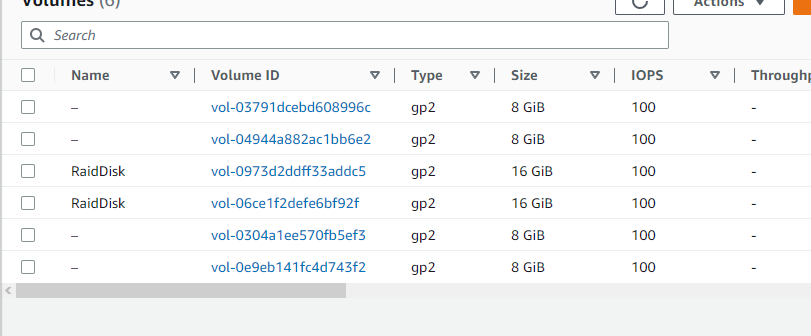 Volumes (6)
Actions
Search
Name Volume ID Type Size IOPS Throughp
– vol-03791dcebd608996c gp2 8 GiB 100 -
– vol-04944a882ac1bb6e2 gp2 8 GiB 100 -
RaidDisk vol-0973d2ddff33addc5 gp2 16 GiB 100 -
RaidDisk vol-06ce1f2defe6bf92f gp2 16 GiB 100 -
– vol-0304a1ee570fb5ef3 gp2 8 GiB 100 -
– vol-0e9eb141fc4d743f2 gp2 8 GiB 100 -